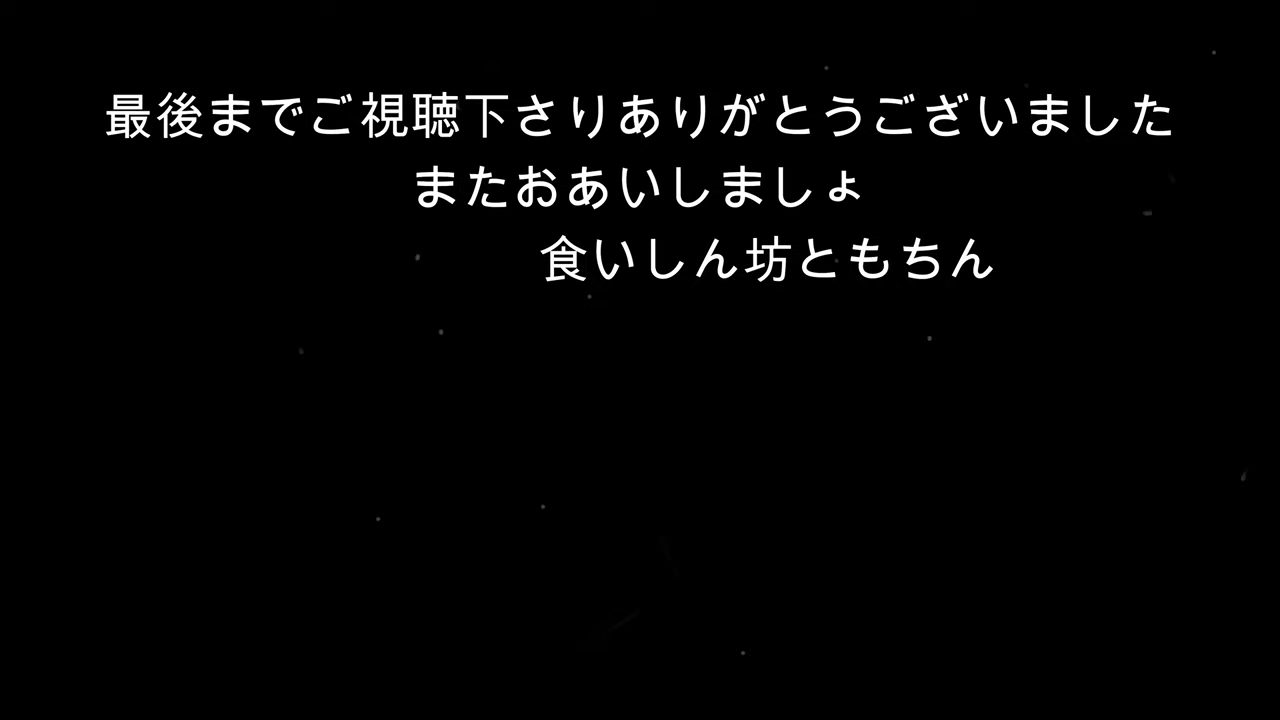 最後までご視聴下さりありがとうございました
またおあいしましょ
食いしん坊ともちん